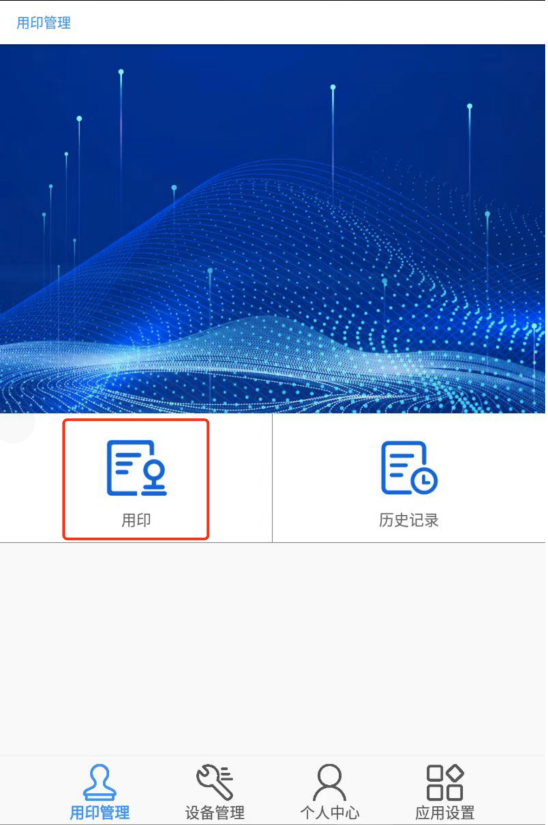 用印管理
用印
历史记录
用印管理
设备管理
个人中心
应用设置